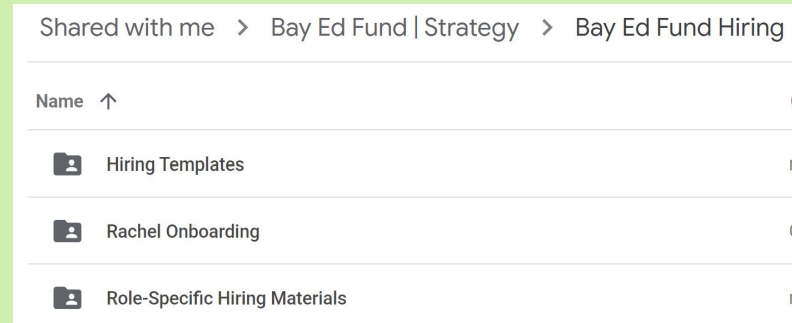 Shared with me > Bay Ed Fund | Strategy > Bay Ed Fund Hiring
Name ↑
Hiring Templates
Rachel Onboarding
Role-Specific Hiring Materials